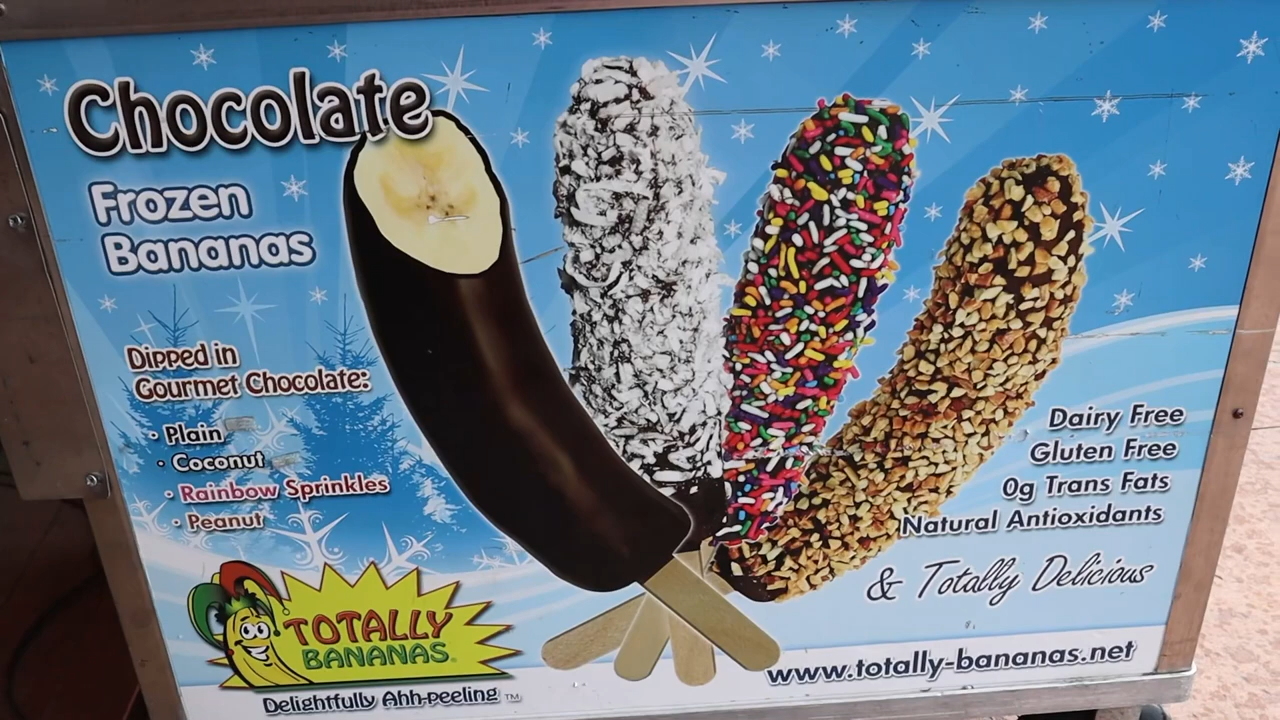 Chocolate
Frozen
Bananas
Dipped in
Gourmet Chocolate:
· Plain
· Coconut
· Rainbow Sprinkles
· Peanut
Dairy Free
Gluten Free
0g Trans Fats
Natural Antioxidants
& Totally Delicious
TOTALLY
BANANAS®
Delightfully Ahh-peeling ™
www.totally-bananas.net